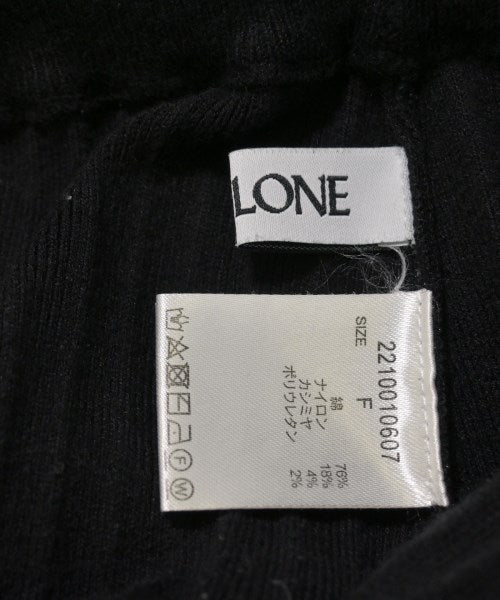 LONE
2210010607
SIZE F
綿 76%
ナイロン 18%
カシミヤ 4%
ポリウレタン 2%
F
W